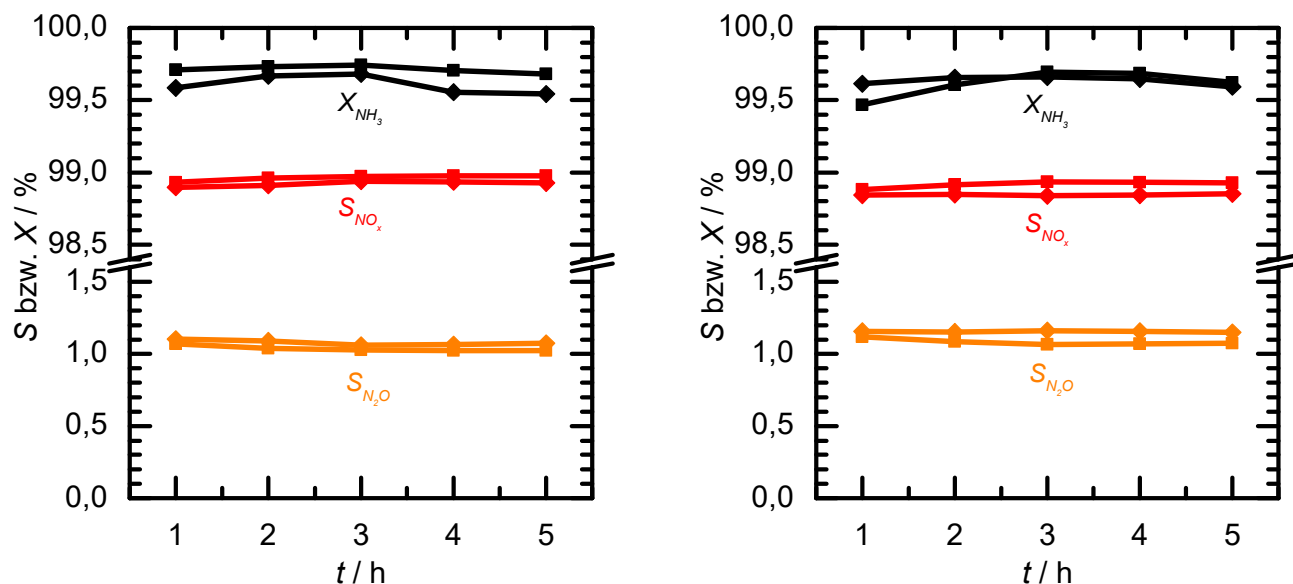 100,0
99,5
99,0
98,5
1,5
1,0
0,5
0,0
S bzw. X / %
X_NH₃
S_NOₓ
S_N₂O
1 2 3 4 5
t / h
100,0
99,5
99,0
98,5
1,5
1,0
0,5
0,0
S bzw. X / %
X_NH₃
S_NOₓ
S_N₂O
1 2 3 4 5
t / h